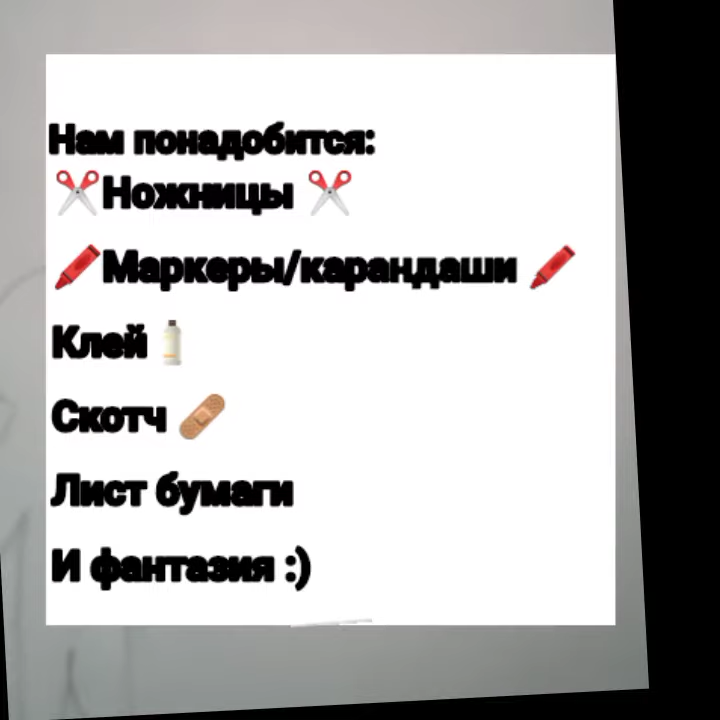 Нам понадобится:
✂️Ножницы ✂️
🖍️Маркеры/карандаши 🖍️
Клей 🧴
Скотч 🩹
Лист бумаги
И фантазия :)